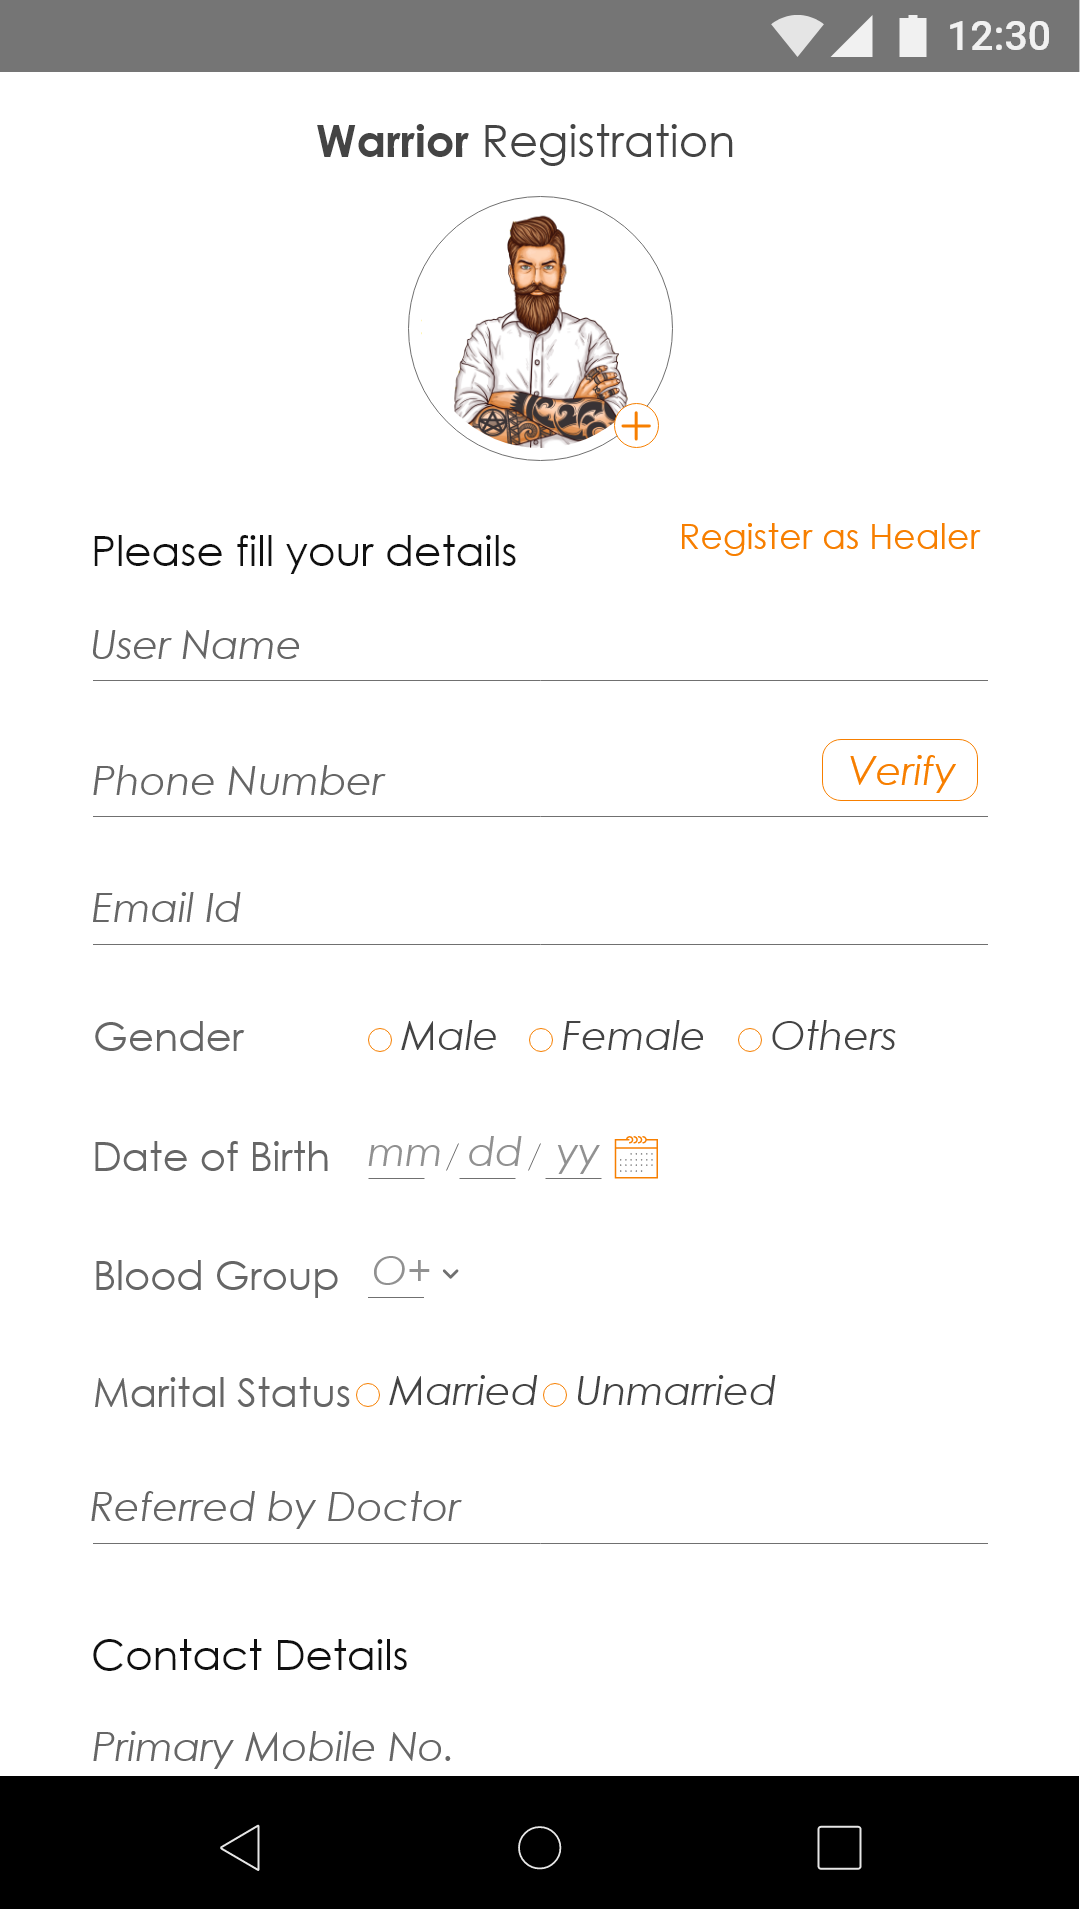 12:30
Warrior Registration
Please fill your details
Register as Healer
User Name
Phone Number Verify
Email Id
Gender Male Female Others
Date of Birth mm / dd / yy
Blood Group O+
Marital Status Married Unmarried
Referred by Doctor
Contact Details
Primary Mobile No.